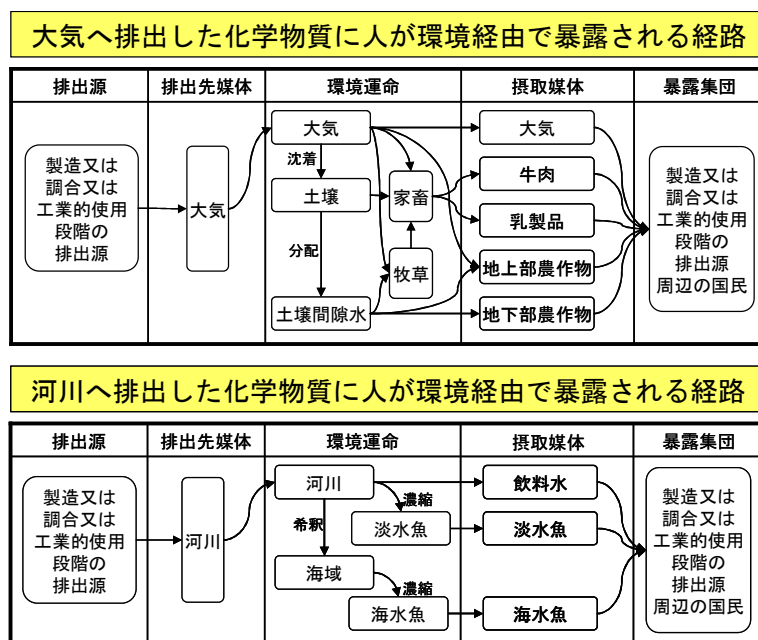 大気へ排出した化学物質に人が環境経由で暴露される経路
排出源
排出先媒体
環境運命
摂取媒体
暴露集団
製造又は
調合又は
工業的使用
段階の
排出源
大気
大気
沈着
土壌
分配
土壌間隙水
家畜
牧草
大気
牛肉
乳製品
地上部農作物
地下部農作物
製造又は
調合又は
工業的使用
段階の
排出源
周辺の国民
河川へ排出した化学物質に人が環境経由で暴露される経路
排出源
排出先媒体
環境運命
摂取媒体
暴露集団
製造又は
調合又は
工業的使用
段階の
排出源
河川
河川
濃縮
希釈
淡水魚
海域
濃縮
海水魚
飲料水
淡水魚
海水魚
製造又は
調合又は
工業的使用
段階の
排出源
周辺の国民